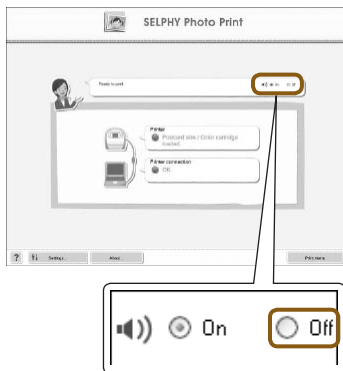 SELPHY Photo Print
Ready to print.
On Off
Printer
Postcard size / Color cartridge
loaded.
Printer connection
OK
? Settings... About... Print menu
On Off